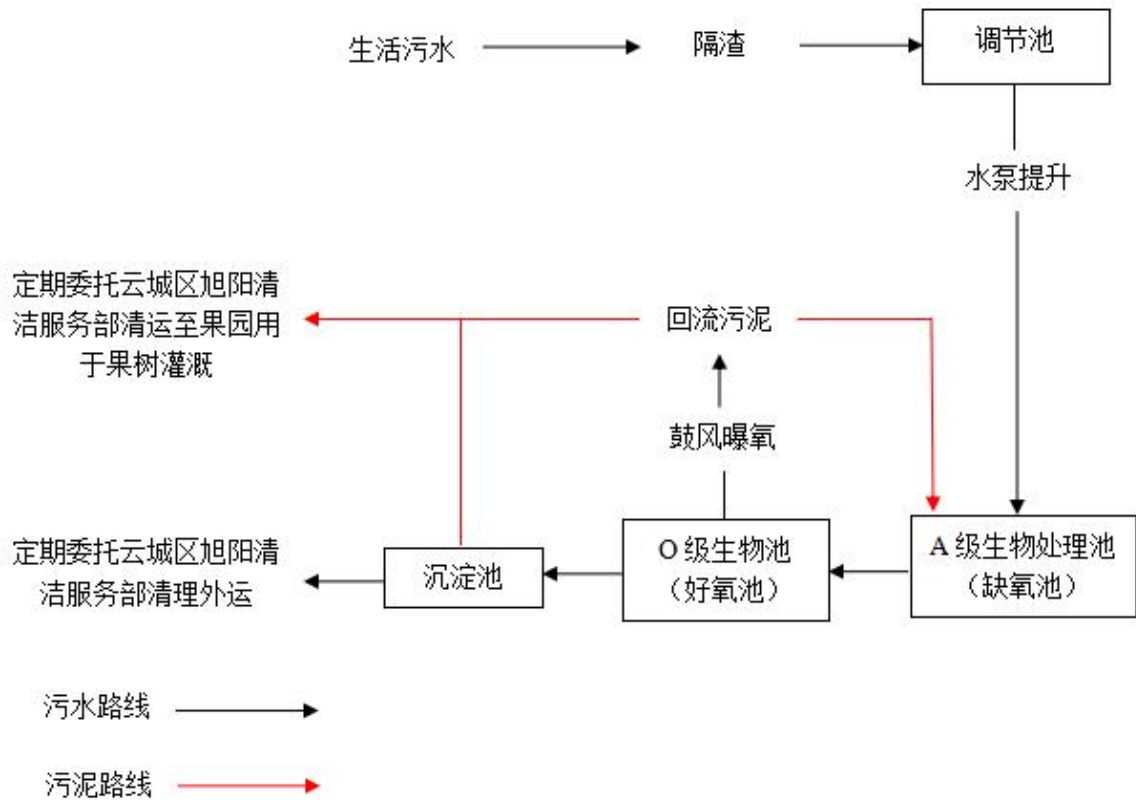 生活污水
隔渣
调节池
水泵提升
定期委托云城区旭阳清
洁服务部清运至果园用
于果树灌溉
回流污泥
鼓风曝氧
定期委托云城区旭阳清
洁服务部清理外运
沉淀池
O 级生物池
（好氧池）
A 级生物处理池
（缺氧池）
污水路线
污泥路线